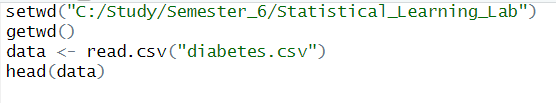 setwd("C:/Study/Semester_6/Statistical_Learning_Lab")
getwd()
data <- read.csv("diabetes.csv")
head(data)